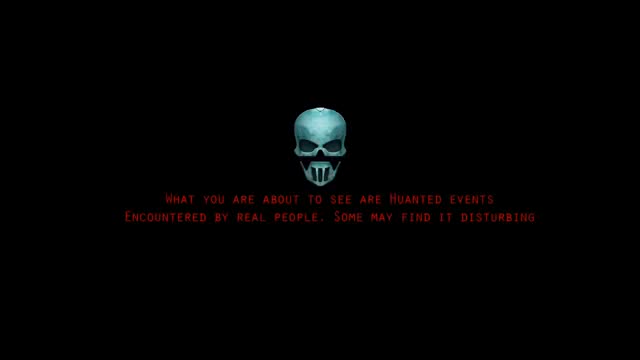 What you are about to see are Huanted events
Encountered by real people. Some may find it disturbing